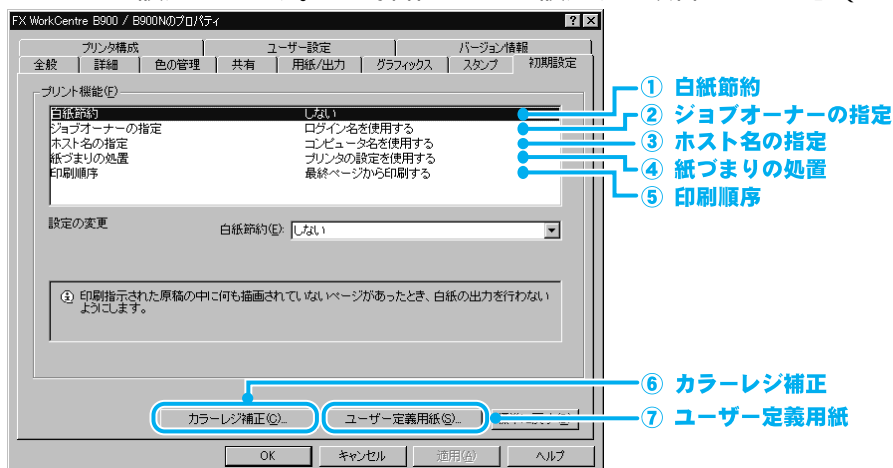 FX WorkCentre B900 / B900Nのプロパティ
プリンタ構成 ユーザー設定 バージョン情報
全般 詳細 色の管理 共有 用紙/出力 グラフィックス スタンプ 初期設定
プリント機能(F)
白紙節約 しない
ジョブオーナーの指定 ログイン名を使用する
ホスト名の指定 コンピュータ名を使用する
紙づまりの処置 プリンタの設定を使用する
印刷順序 最終ページから印刷する
① 白紙節約
② ジョブオーナーの指定
③ ホスト名の指定
④ 紙づまりの処置
⑤ 印刷順序
設定の変更
白紙節約(E): しない
印刷指示された原稿の中に何も描画されていないページがあったとき、白紙の出力を行わない
ようにします。
⑥ カラーレジ補正
カラーレジ補正(C)... ユーザー定義用紙(S)...
⑦ ユーザー定義用紙
OK キャンセル 適用(A) ヘルプ